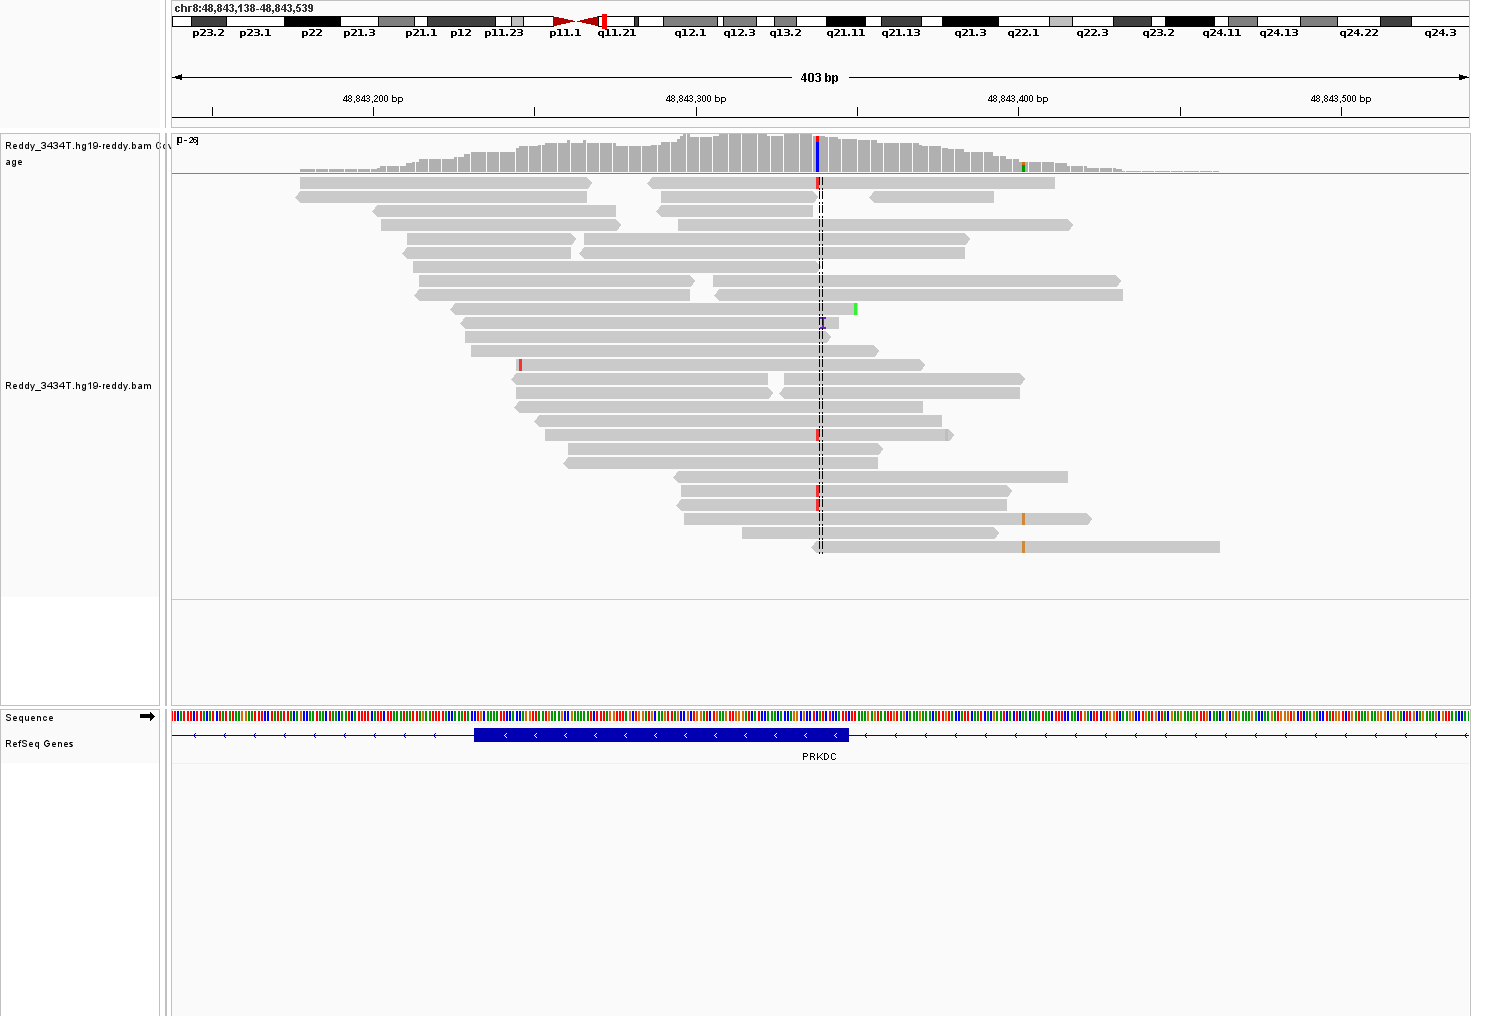 chr8:48,843,138-48,843,539
p23.2 p23.1 p22 p21.3 p21.1 p12 p11.23 p11.1 q11.21 q12.1 q12.3 q13.2 q21.11 q21.13 q21.3 q22.1 q22.3 q23.2 q24.11 q24.13 q24.22 q24.3
403 bp
48,843,200 bp 48,843,300 bp 48,843,400 bp 48,843,500 bp
Reddy_3434T.hg19-reddy.bam Cov
age
[0-26]
Reddy_3434T.hg19-reddy.bam
Sequence
RefSeq Genes
PRKDC